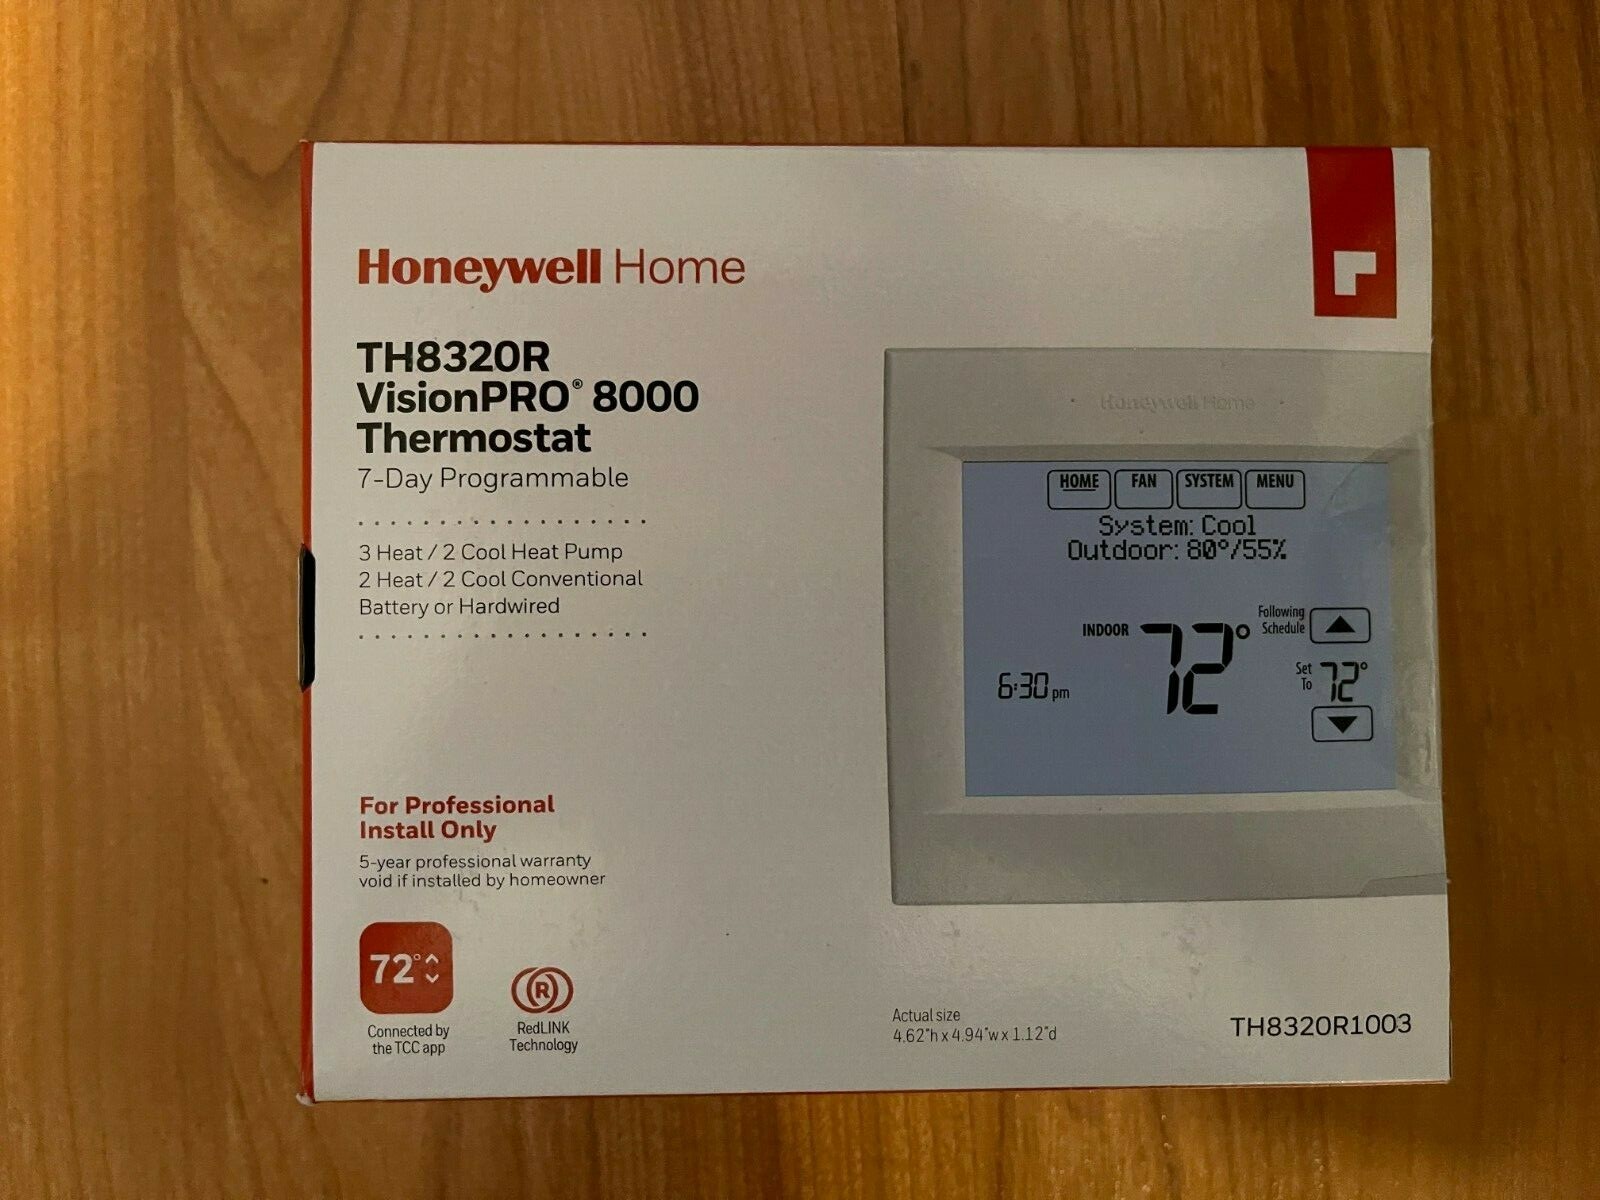 Honeywell Home
TH8320R
VisionPRO® 8000
Thermostat
7-Day Programmable
3 Heat / 2 Cool Heat Pump
2 Heat / 2 Cool Conventional
Battery or Hardwired
For Professional
Install Only
5-year professional warranty
void if installed by homeowner
72°
Connected by
the TCC app
R
RedLINK
Technology
Honeywell Home
HOME FAN SYSTEM MENU
System: Cool
Outdoor: 80°/55%
Following
Schedule
INDOOR 72°
6:30 pm
Set
To 72°
Actual size
4.62"h x 4.94"w x 1.12"d
TH8320R1003